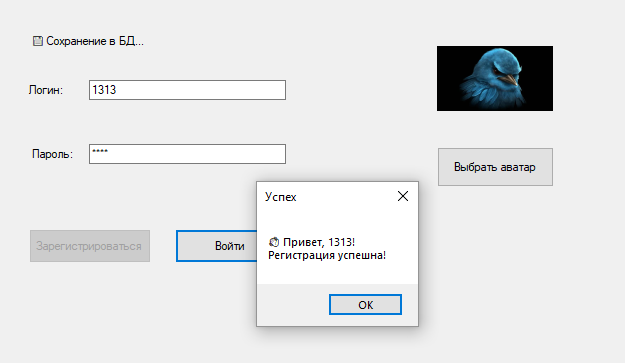 Сохранение в БД...
Логин:
1313
Пароль:
****
Выбрать аватар
Зарегистрироваться
Войти
Успех
Привет, 1313!
Регистрация успешна!
OK